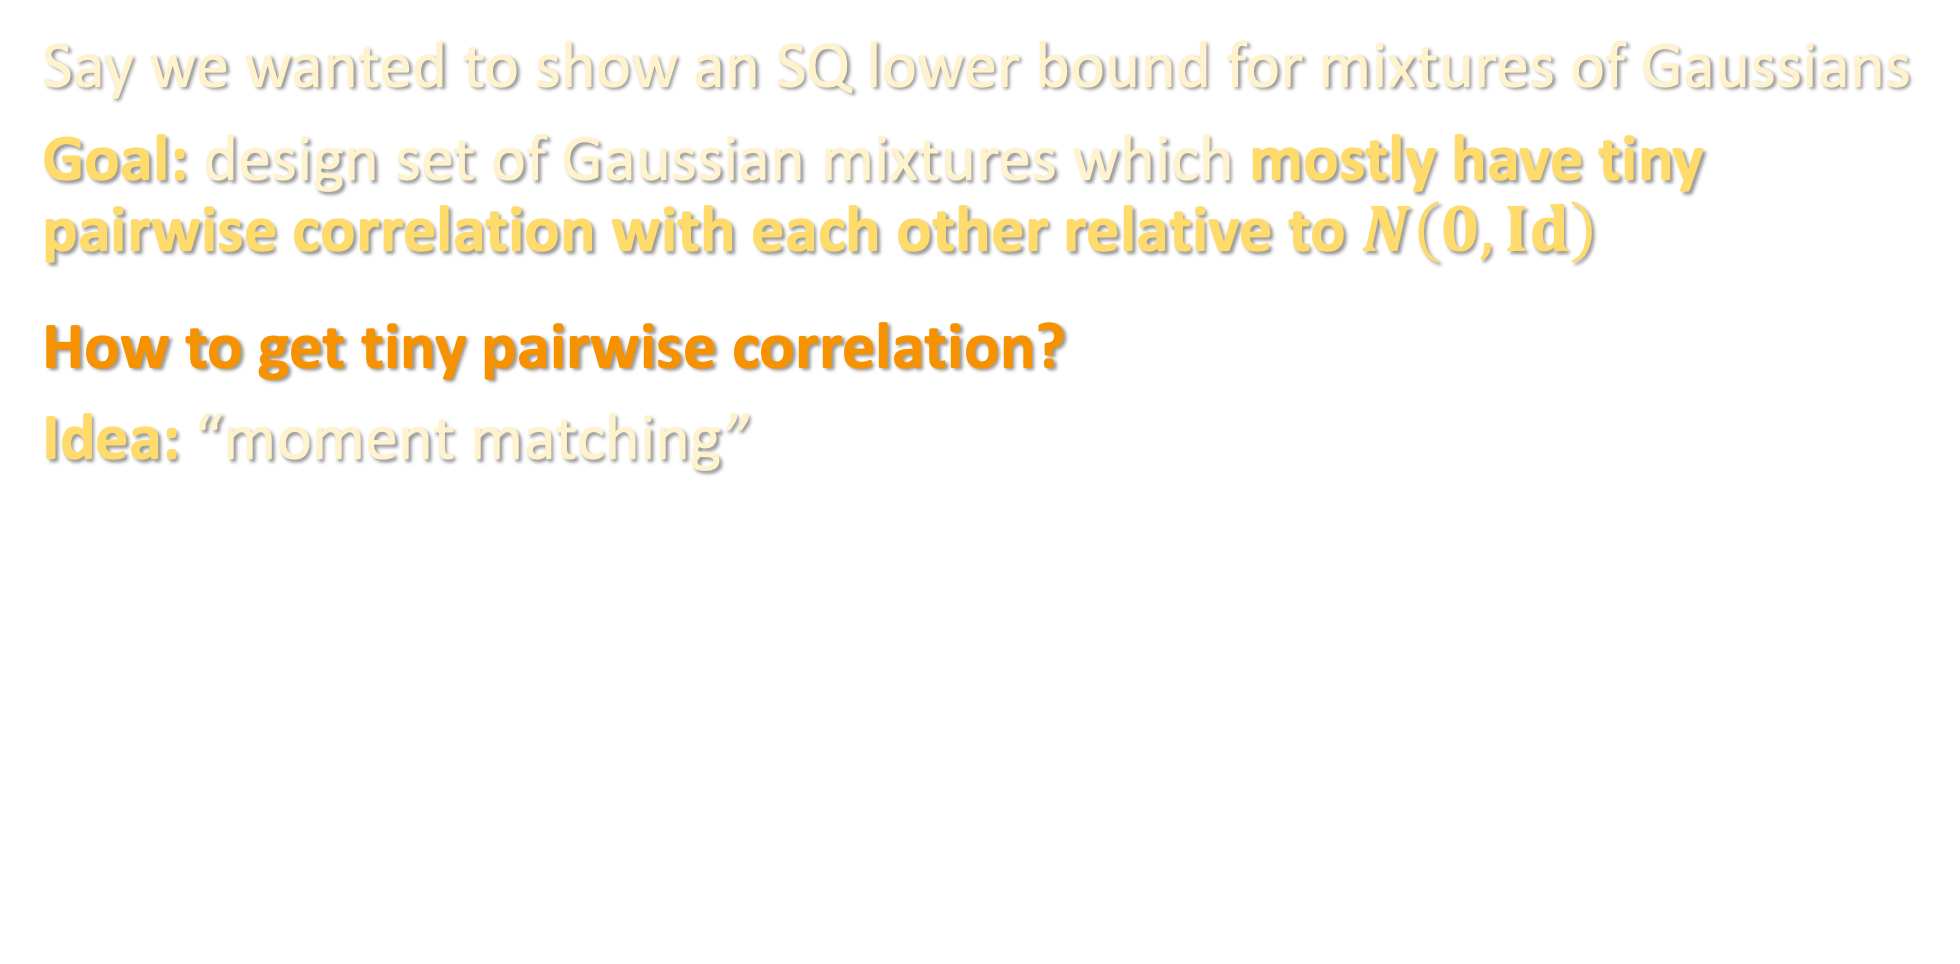 Say we wanted to show an SQ lower bound for mixtures of Gaussians
Goal: design set of Gaussian mixtures which mostly have tiny
pairwise correlation with each other relative to N(0, Id)
How to get tiny pairwise correlation?
Idea: “moment matching”